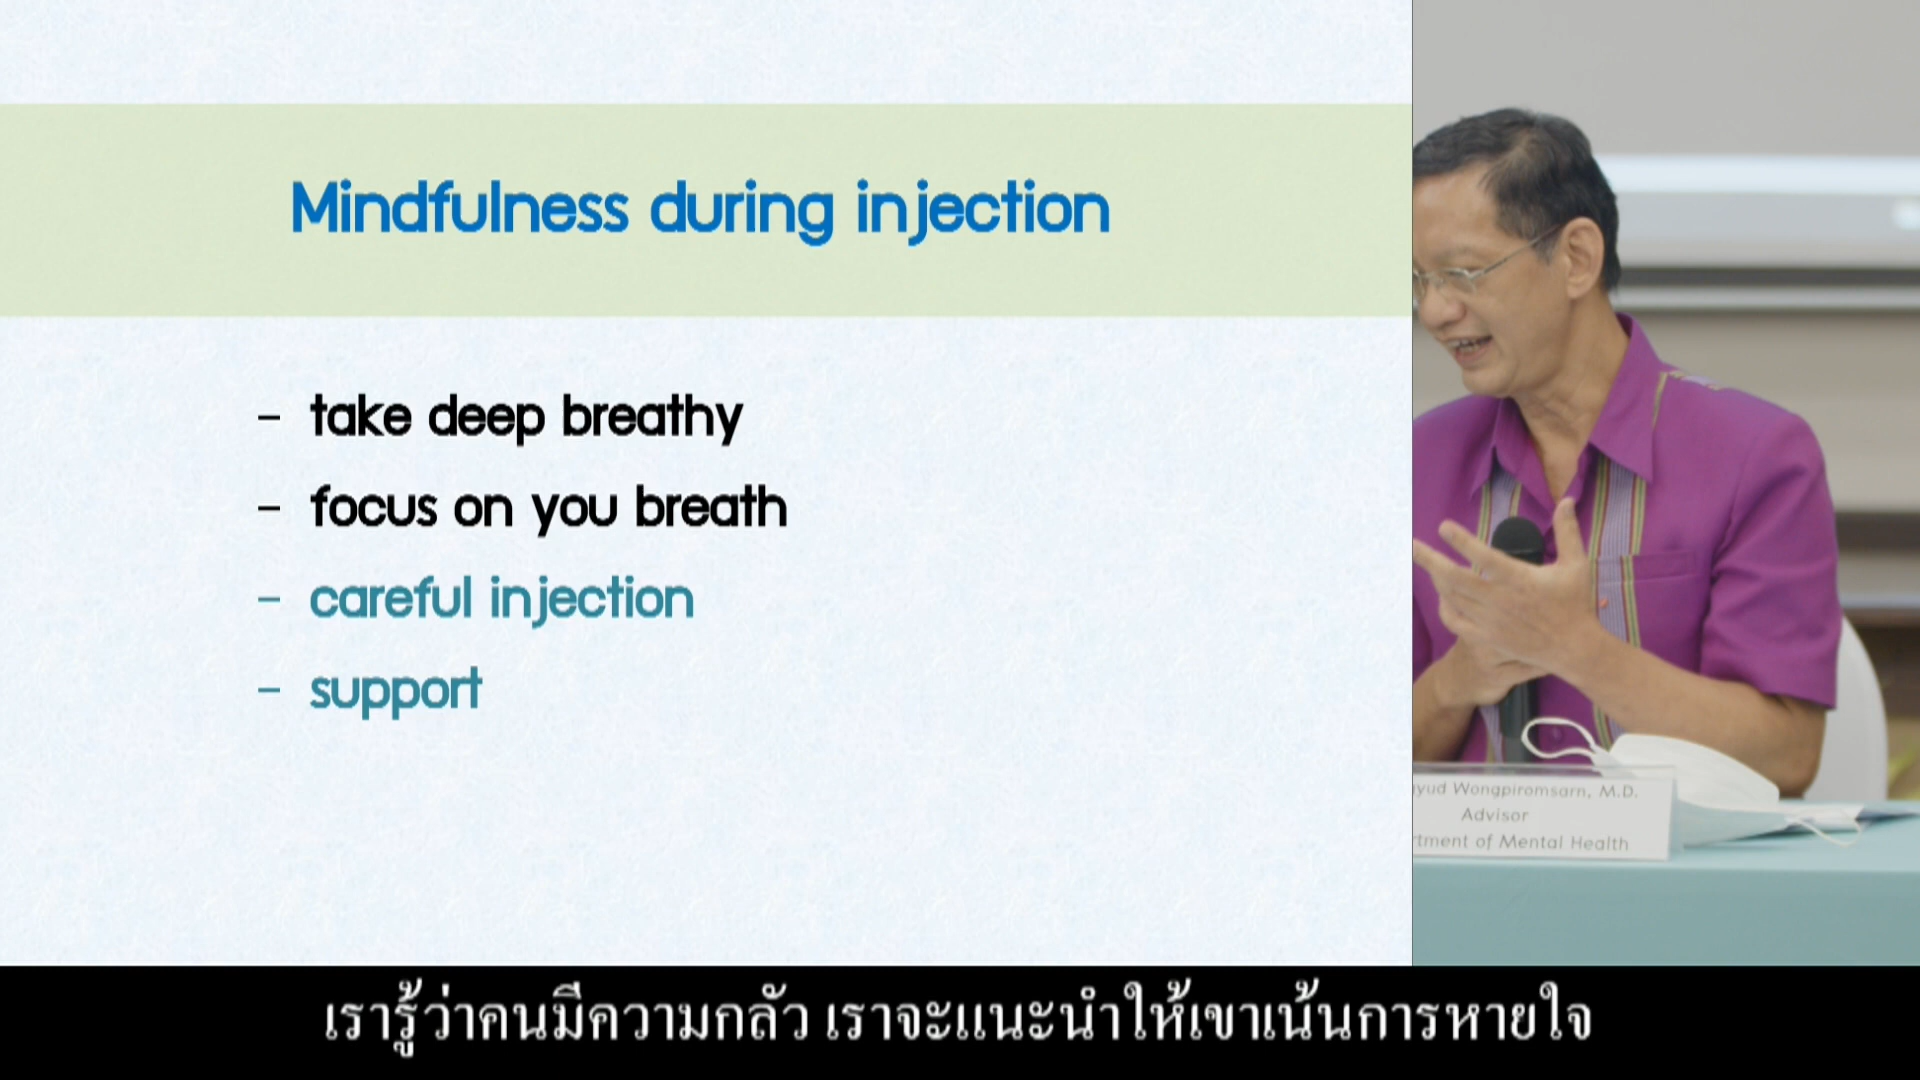 Mindfulness during injection
- take deep breathy
- focus on you breath
- careful injection
- support
Wongpiromsarn, M.D.
Advisor
of Mental Health
เรารู้ว่าคนมีความกลัว เราจะแนะนำให้เขาเน้นการหายใจ